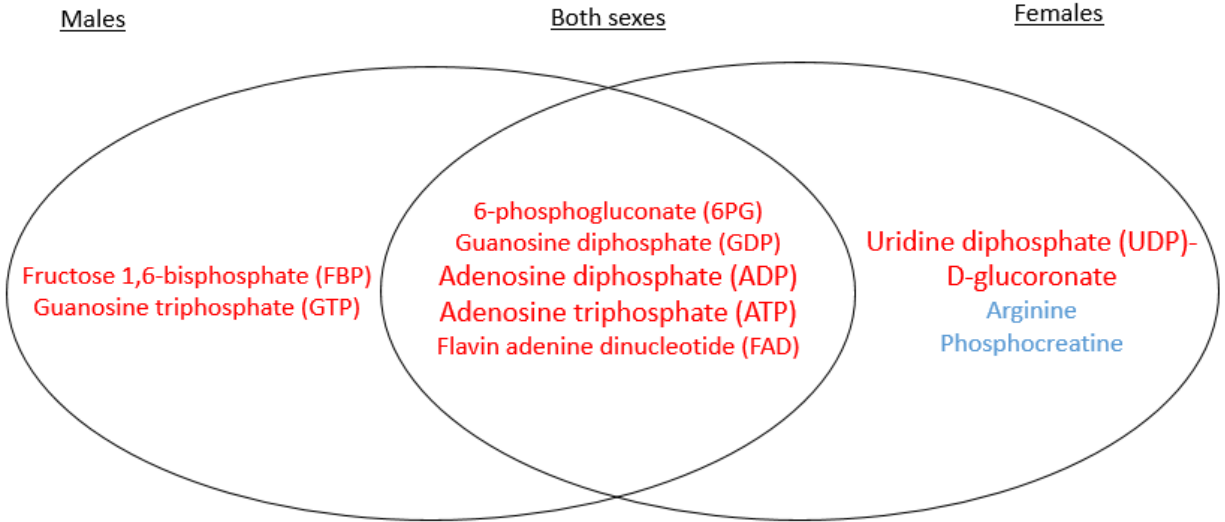 Males
Both sexes
Females
Fructose 1,6-bisphosphate (FBP)
Guanosine triphosphate (GTP)
6-phosphogluconate (6PG)
Guanosine diphosphate (GDP)
Adenosine diphosphate (ADP)
Adenosine triphosphate (ATP)
Flavin adenine dinucleotide (FAD)
Uridine diphosphate (UDP)-
D-glucoronate
Arginine
Phosphocreatine